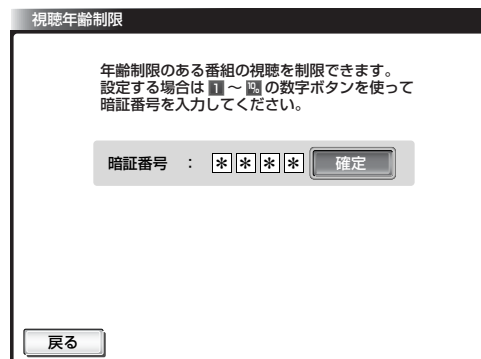 視聴年齢制限
年齢制限のある番組の視聴を制限できます。
設定する場合は 1 ～ 10 の数字ボタンを使って
暗証番号を入力してください。
暗証番号 ： ＊＊＊＊ 確定
戻る